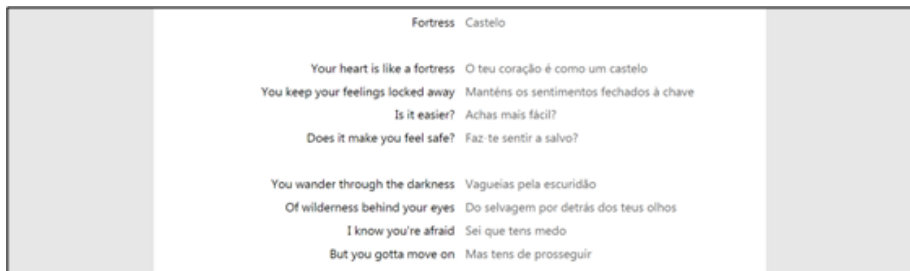 Fortress Castelo
Your heart is like a fortress O teu coração é como um castelo
You keep your feelings locked away Manténs os sentimentos fechados à chave
Is it easier? Achas mais fácil?
Does it make you feel safe? Faz-te sentir a salvo?
You wander through the darkness Vagueias pela escuridão
Of wilderness behind your eyes Do selvagem por detrás dos teus olhos
I know you're afraid Sei que tens medo
But you gotta move on Mas tens de prosseguir